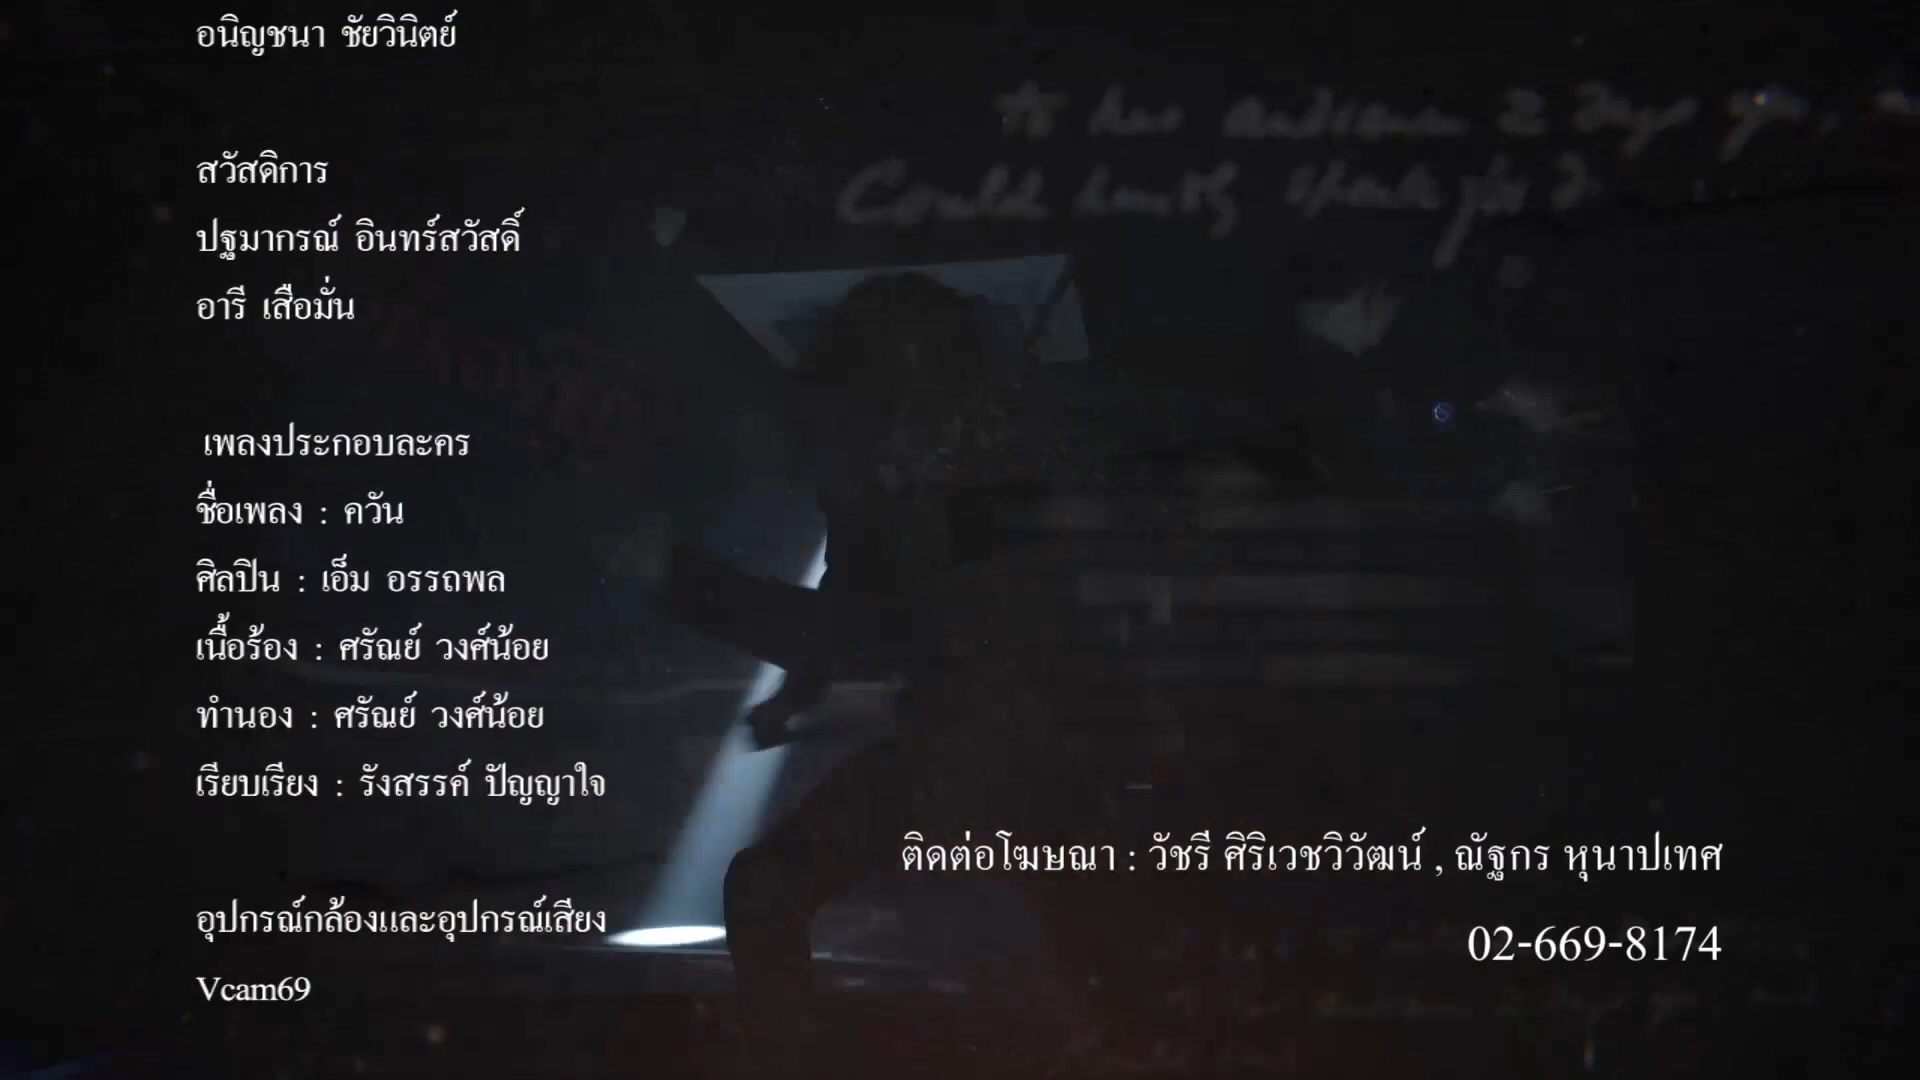 อนิญชนา ชัยวินิตย์
สวัสดิการ
ปฐมาภรณ์ อินทร์สวัสดิ์
อารี เสือมั่น
เพลงประกอบละคร
ชื่อเพลง : ควัน
ศิลปิน : เอ็ม อรรถพล
เนื้อร้อง : ศรัณย์ วงศ์น้อย
ทำนอง : ศรัณย์ วงศ์น้อย
เรียบเรียง : รังสรรค์ ปัญญาใจ
อุปกรณ์กล้องและอุปกรณ์เสียง
Vcam69
ติดต่อโฆษณา : วัชรี ศิริเวชวิวัฒน์ , ณัฐกร หุนาปเทศ
02-669-8174
to her audience 2 days
Could